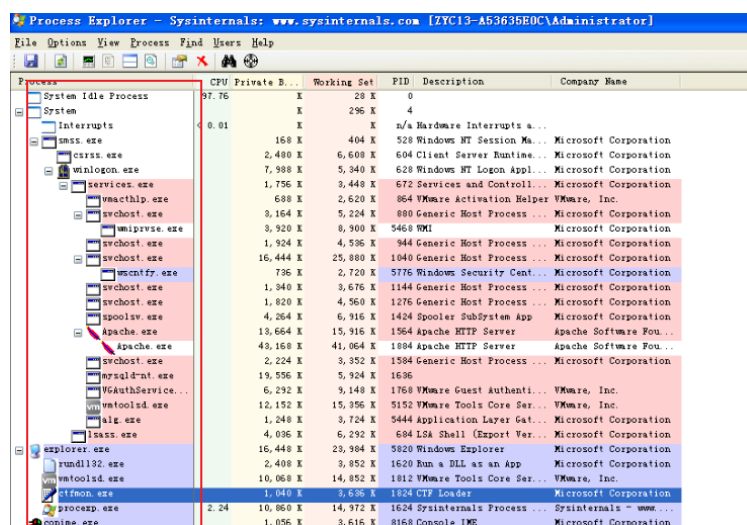 Process Explorer - Sysinternals: www.sysinternals.com [ZYC13-A53635E0C\Administrator]
File Options View Process Find Users Help
Process CPU Private B... Working Set PID Description Company Name
System Idle Process 97.76 K 28 K 0
System K 296 K 4
Interrupts < 0.01 K K n/a Hardware Interrupts a...
smss.exe 168 K 404 K 528 Windows NT Session Ma... Microsoft Corporation
csrss.exe 2,480 K 6,608 K 604 Client Server Runtime... Microsoft Corporation
winlogon.exe 7,988 K 5,340 K 628 Windows NT Logon Appl... Microsoft Corporation
services.exe 1,756 K 3,448 K 672 Services and Controll... Microsoft Corporation
vmacthlp.exe 688 K 2,620 K 864 VMware Activation Helper VMware, Inc.
svchost.exe 3,164 K 5,224 K 880 Generic Host Process ... Microsoft Corporation
wmiprvse.exe 3,920 K 8,900 K 5468 WMI Microsoft Corporation
svchost.exe 1,924 K 4,536 K 944 Generic Host Process ... Microsoft Corporation
svchost.exe 16,444 K 25,880 K 1040 Generic Host Process ... Microsoft Corporation
wscntfy.exe 736 K 2,720 K 5776 Windows Security Cent... Microsoft Corporation
svchost.exe 1,340 K 3,676 K 1144 Generic Host Process ... Microsoft Corporation
svchost.exe 1,820 K 4,560 K 1276 Generic Host Process ... Microsoft Corporation
spoolsv.exe 4,264 K 6,916 K 1424 Spooler SubSystem App Microsoft Corporation
Apache.exe 13,664 K 15,916 K 1564 Apache HTTP Server Apache Software Fou...
Apache.exe 43,168 K 41,064 K 1884 Apache HTTP Server Apache Software Fou...
svchost.exe 2,224 K 3,352 K 1584 Generic Host Process ... Microsoft Corporation
mysqld-nt.exe 19,556 K 5,924 K 1636
VGAuthService... 6,292 K 9,148 K 1768 VMware Guest Authenti... VMware, Inc.
vmtoolsd.exe 12,152 K 15,356 K 5152 VMware Tools Core Ser... VMware, Inc.
alg.exe 1,248 K 3,724 K 5444 Application Layer Gat... Microsoft Corporation
lsass.exe 4,036 K 6,292 K 684 LSA Shell (Export Ver... Microsoft Corporation
explorer.exe 16,448 K 23,984 K 5820 Windows Explorer Microsoft Corporation
rundll32.exe 2,408 K 3,852 K 1620 Run a DLL as an App Microsoft Corporation
vmtoolsd.exe 10,068 K 14,852 K 1812 VMware Tools Core Ser... VMware, Inc.
ctfmon.exe 1,040 K 3,636 K 1824 CTF Loader Microsoft Corporation
procexp.exe 2.24 10,860 K 14,972 K 1624 Sysinternals Process ... Sysinternals - www....
conime.exe 1,056 K 3,616 K 8168 Console IME Microsoft Corporation